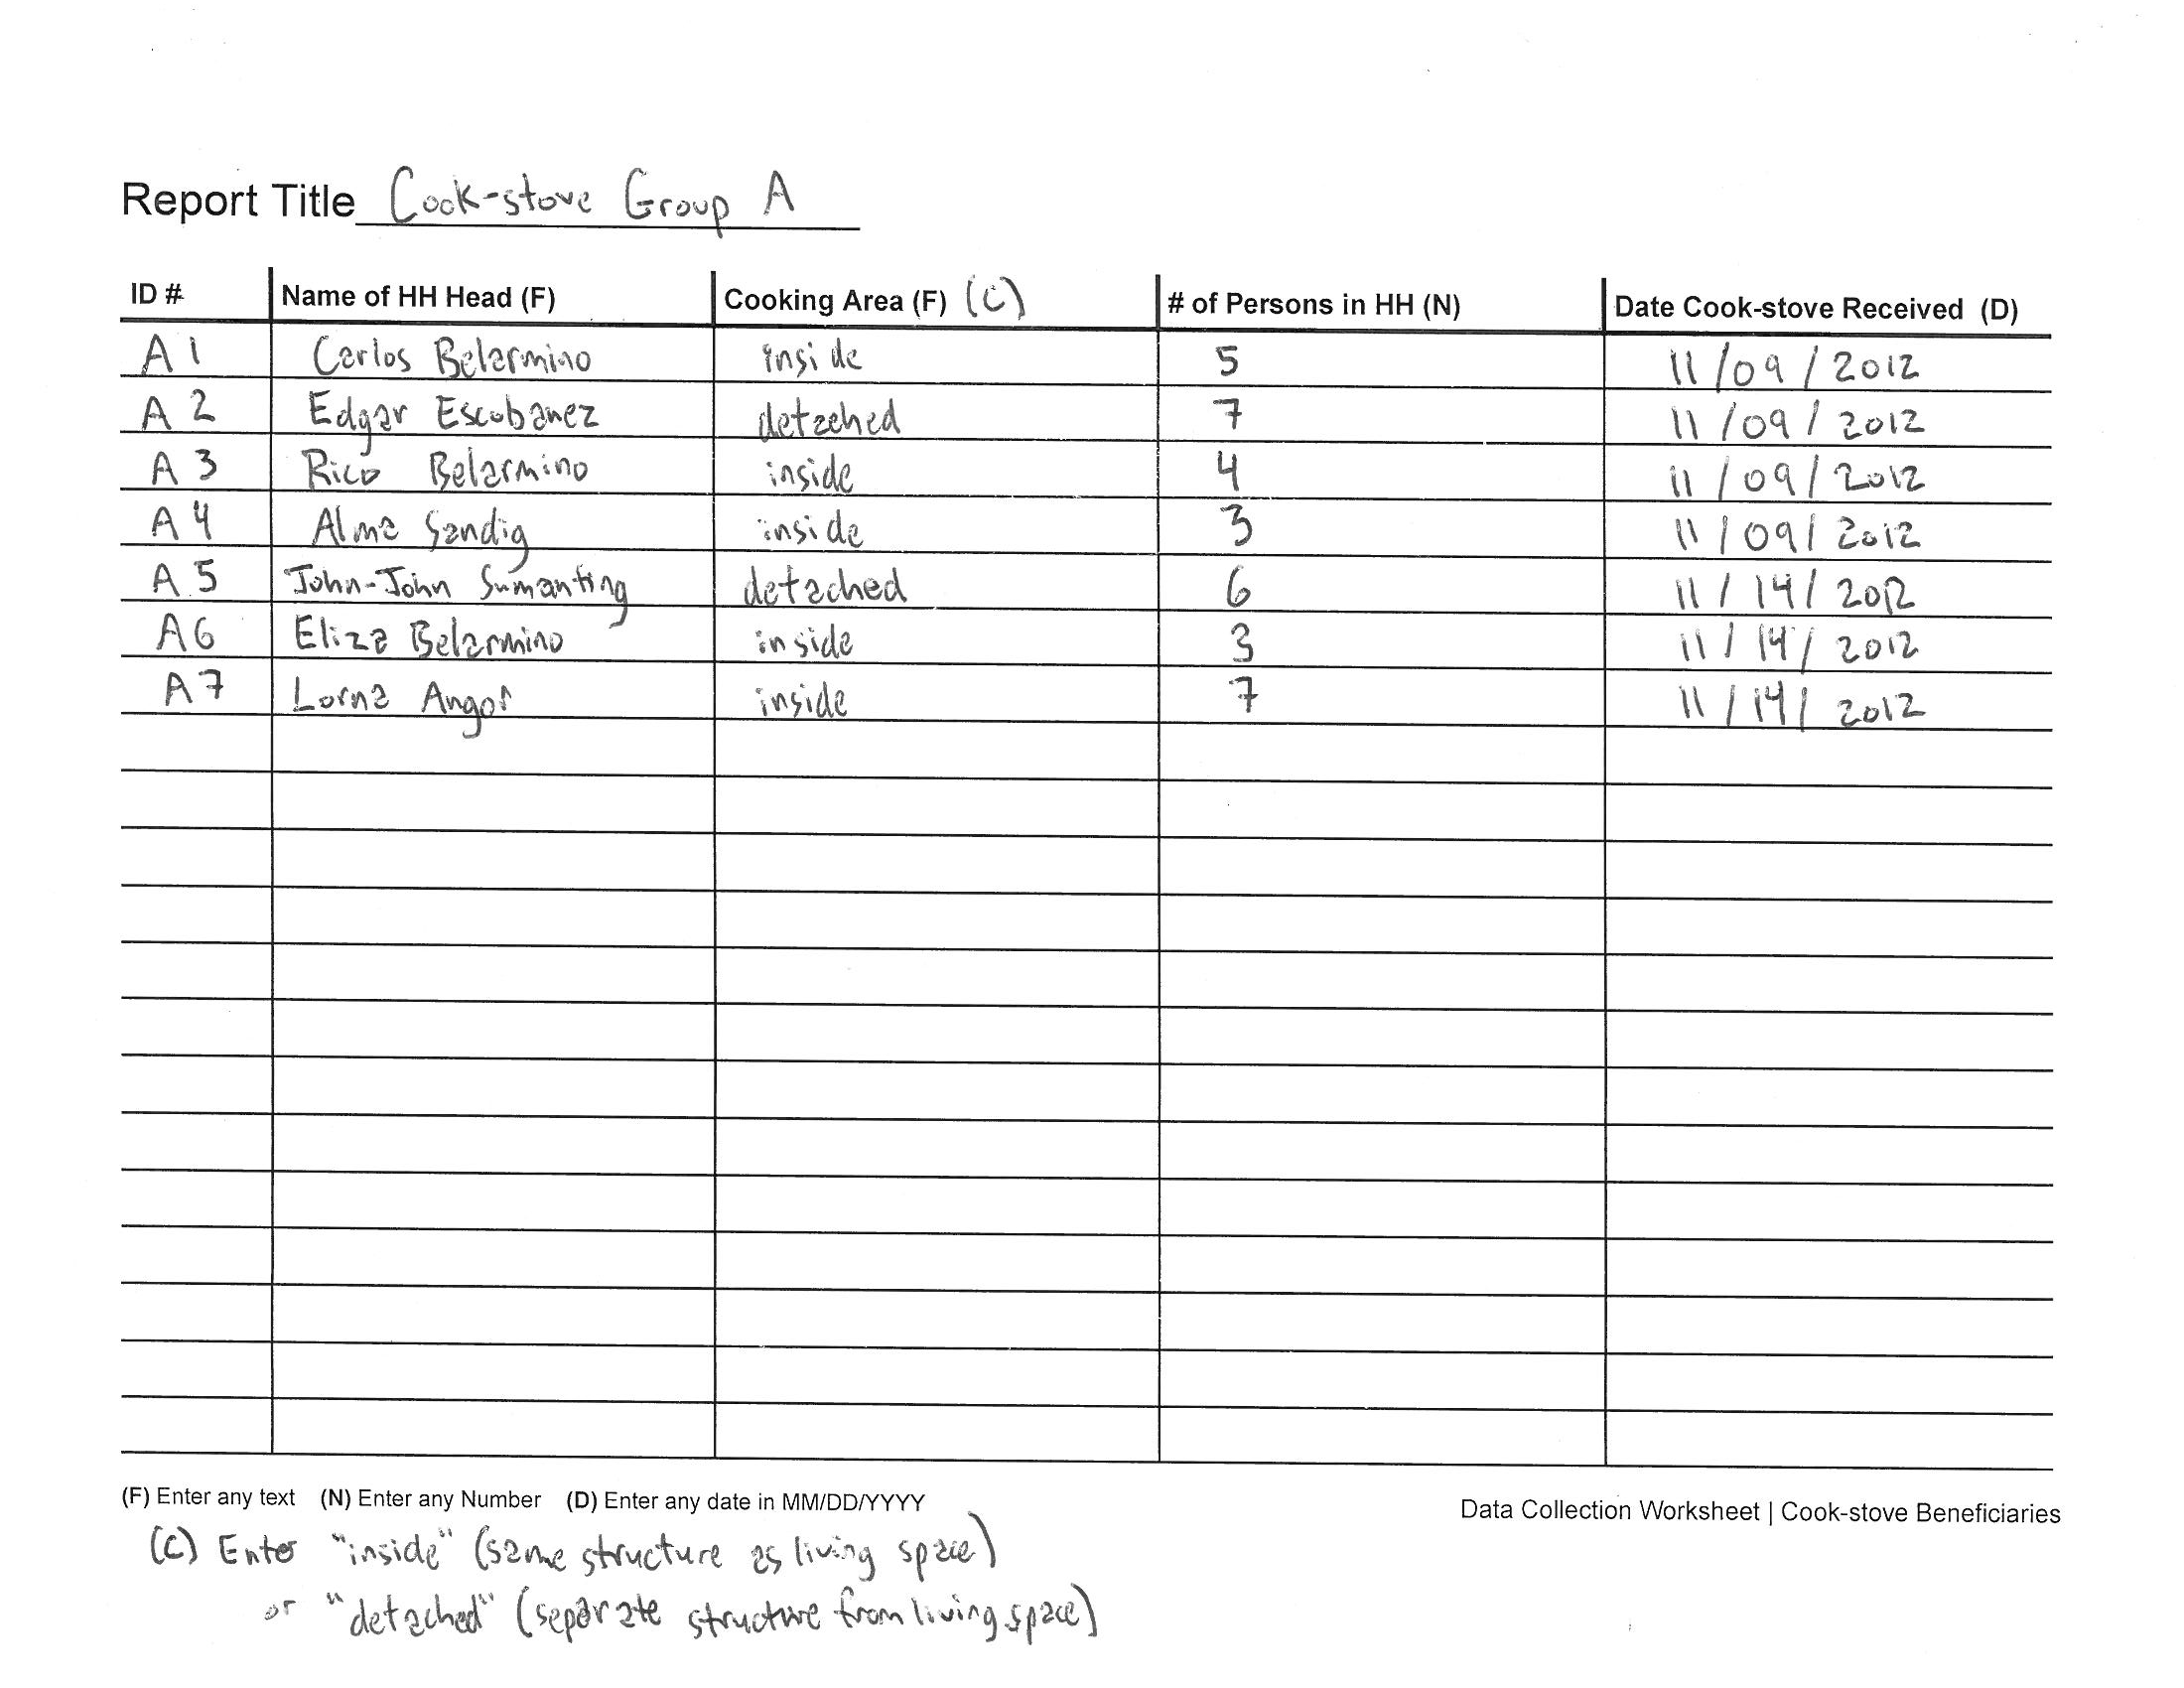 Report Title Cook-stove Group A
ID # Name of HH Head (F) Cooking Area (F) (C) # of Persons in HH (N) Date Cook-stove Received (D)
A1 Carlos Belarmino inside 5 11/09/2012
A2 Edgar Escobanez detached 7 11/09/2012
A3 Rico Belarmino inside 4 11/09/2012
A4 Alma Sandig inside 3 11/09/2012
A5 John-John Sumanting detached 6 11/14/2012
A6 Eliza Belarmino inside 3 11/14/2012
A7 Lorna Angot inside 7 11/14/2012
(F) Enter any text (N) Enter any Number (D) Enter any date in MM/DD/YYYY
Data Collection Worksheet | Cook-stove Beneficiaries
(C) Enter "inside" (same structure as living space)
or "detached" (separate structure from living space)